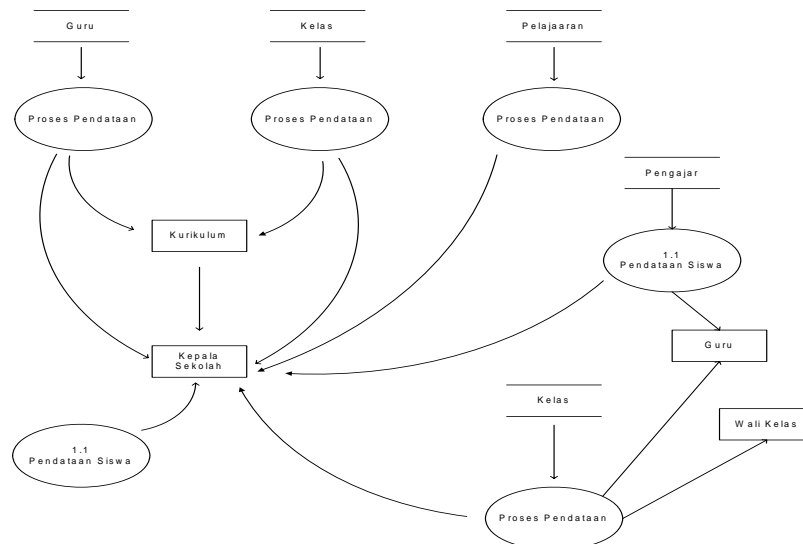 Guru
Kelas
Pelajaaran
Proses Pendataan
Proses Pendataan
Proses Pendataan
Pengajar
Kurikulum
1.1
Pendataan Siswa
Guru
Kepala
Sekolah
Kelas
Wali Kelas
1.1
Pendataan Siswa
Proses Pendataan